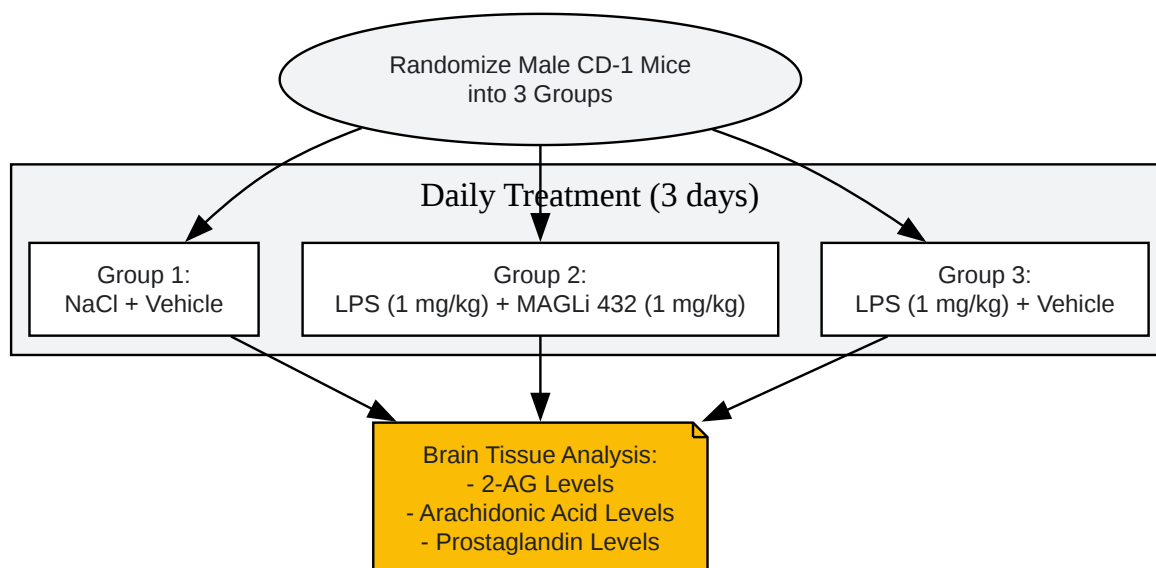 Randomize Male CD-1 Mice
into 3 Groups
Daily Treatment (3 days)
Group 1:
NaCl + Vehicle
Group 2:
LPS (1 mg/kg) + MAGLi 432 (1 mg/kg)
Group 3:
LPS (1 mg/kg) + Vehicle
Brain Tissue Analysis:
- 2-AG Levels
- Arachidonic Acid Levels
- Prostaglandin Levels